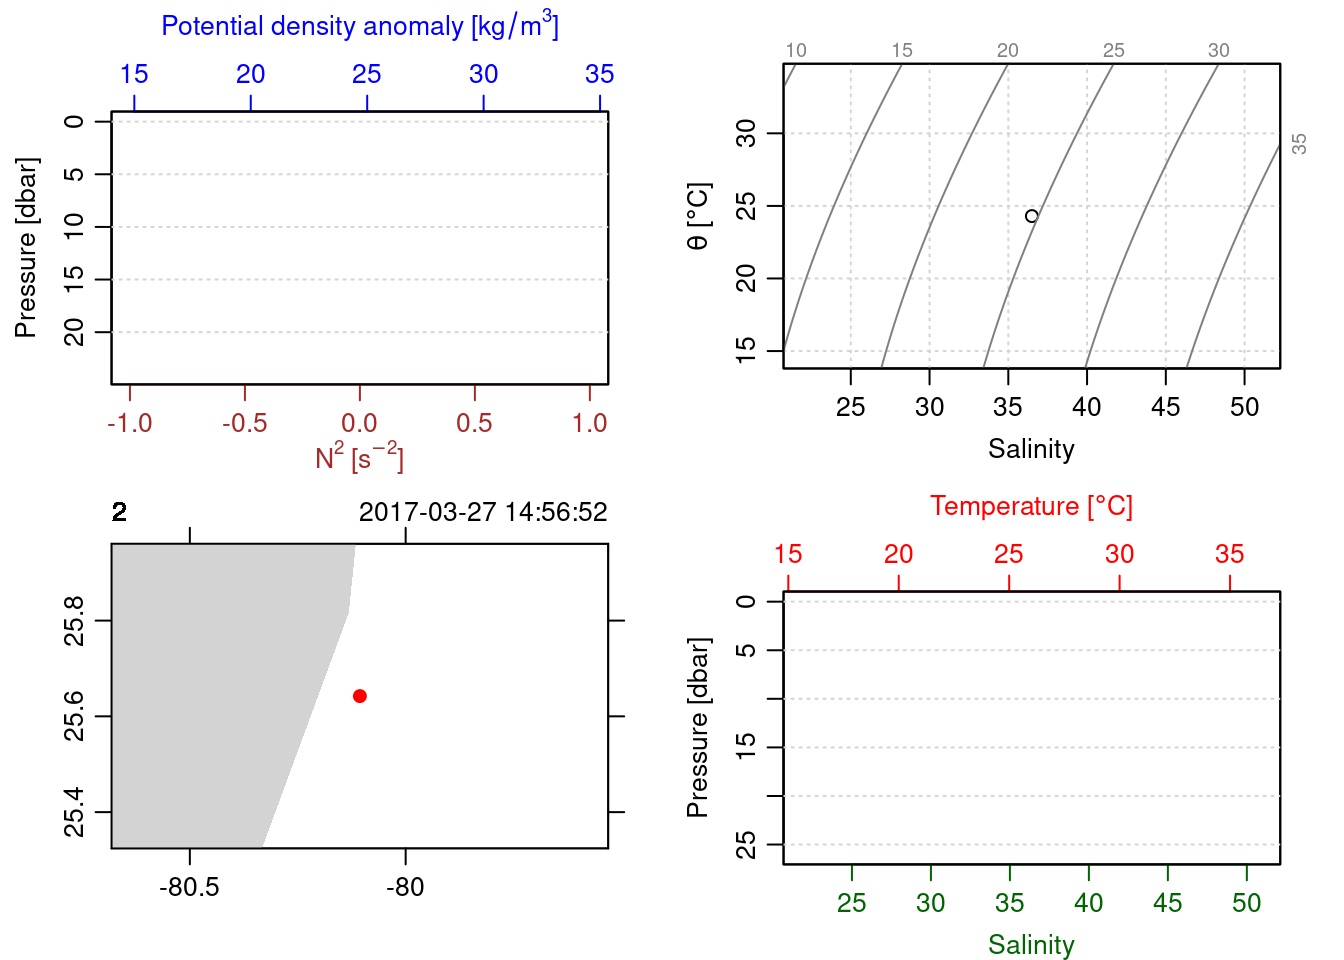 Potential density anomaly [kg/m³]
15 20 25 30 35
Pressure [dbar]
0
5
10
15
20
-1.0 -0.5 0.0 0.5 1.0
N² [s⁻²]
10 15 20 25 30
35
θ [°C]
30
25
20
15
25 30 35 40 45 50
Salinity
2 2017-03-27 14:56:52
25.8
25.6
25.4
-80.5 -80
Temperature [°C]
15 20 25 30 35
Pressure [dbar]
0
5
15
25
25 30 35 40 45 50
Salinity